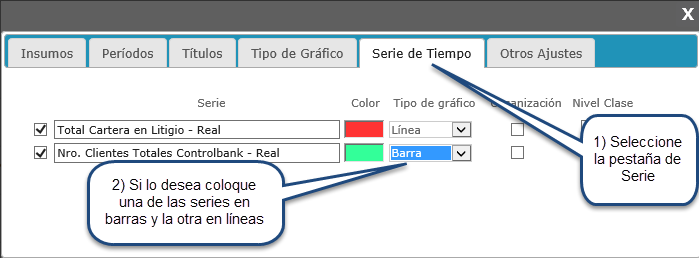 X
Insumos Períodos Títulos Tipo de Gráfico Serie de Tiempo Otros Ajustes
Serie Color Tipo de gráfico Nivel Clase
Total Cartera en Litigio - Real Línea
Nro. Clientes Totales Controlbank - Real Barra
1) Seleccione
la pestaña de
Serie
2) Si lo desea coloque
una de las series en
barras y la otra en líneas